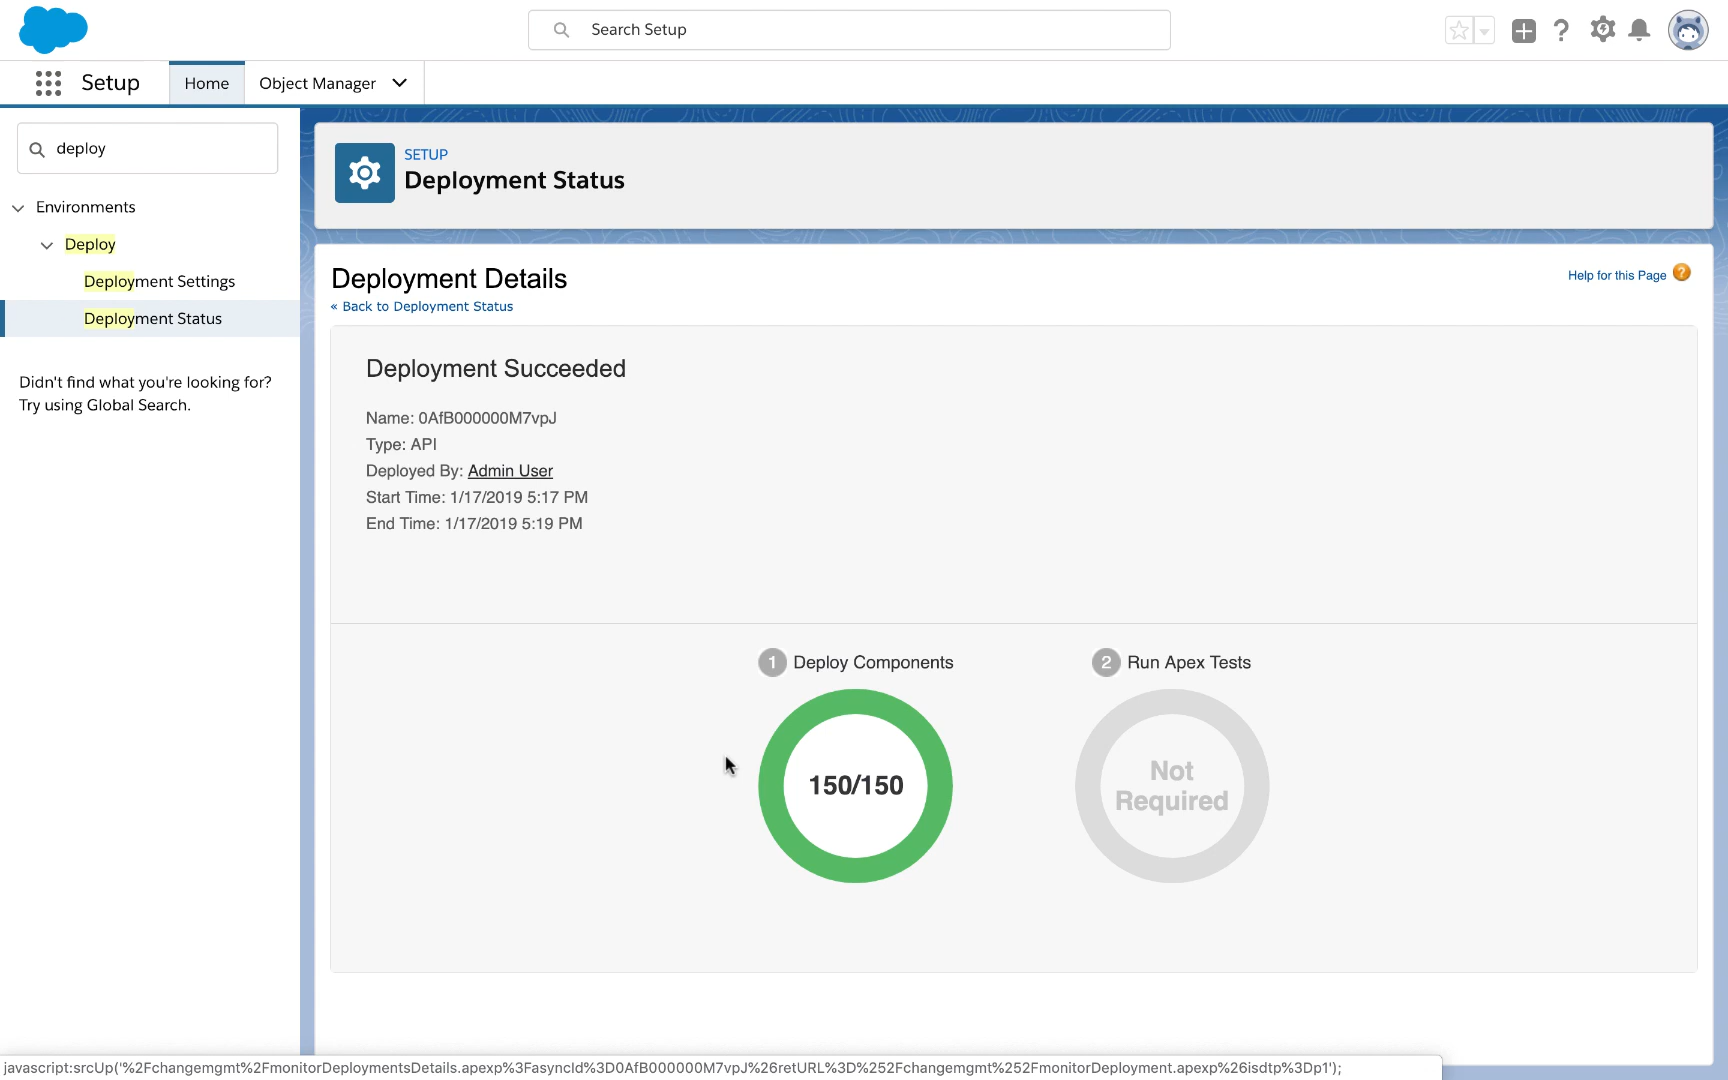 Search Setup
Setup
Home
Object Manager
deploy
Environments
Deploy
Deployment Settings
Deployment Status
Didn't find what you're looking for?
Try using Global Search.
SETUP
Deployment Status
Deployment Details
Help for this Page
« Back to Deployment Status
Deployment Succeeded
Name: 0AfB000000M7vpJ
Type: API
Deployed By: Admin User
Start Time: 1/17/2019 5:17 PM
End Time: 1/17/2019 5:19 PM
1 Deploy Components
2 Run Apex Tests
150/150
Not
Required
javascript:srcUp('%2Fchangemgmt%2FmonitorDeploymentsDetails.apexp%3FasyncId%3D0AfB000000M7vpJ%26retURL%3D%252Fchangemgmt%252FmonitorDeployment.apexp%26isdtp%3Dp1');